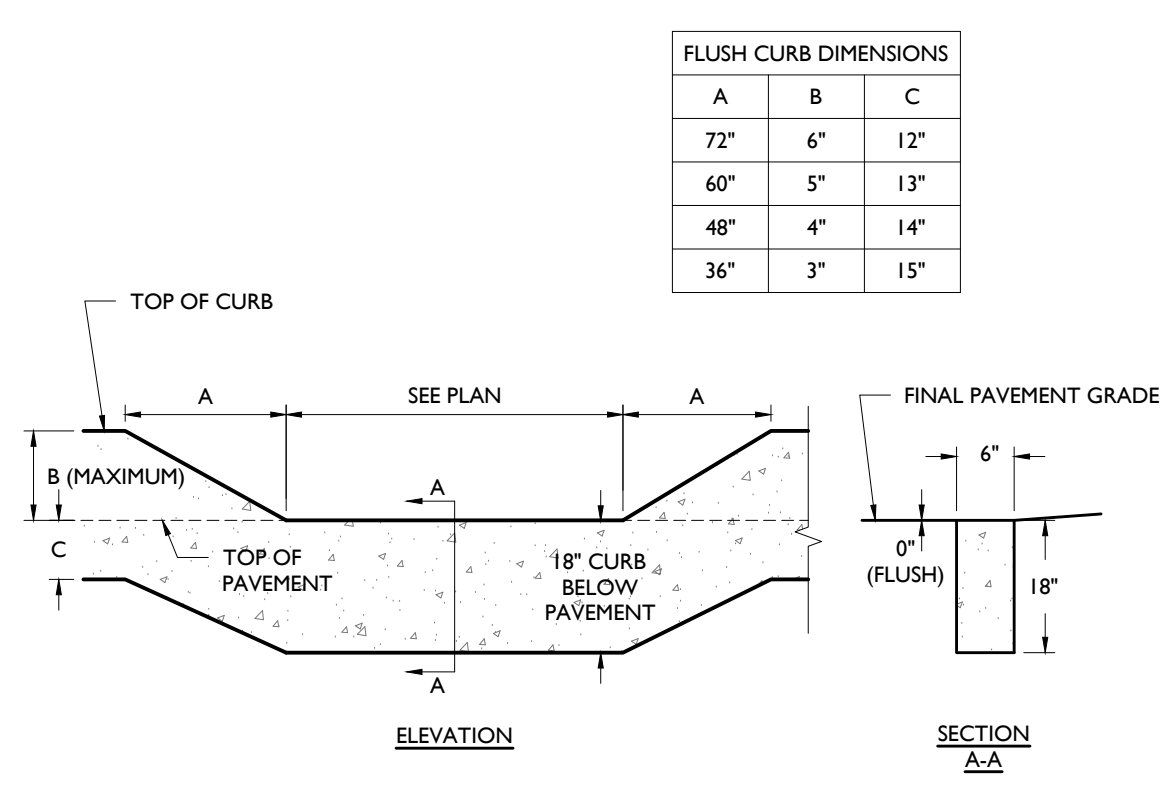 FLUSH CURB DIMENSIONS
A B C
72" 6" 12"
60" 5" 13"
48" 4" 14"
36" 3" 15"
TOP OF CURB
A
SEE PLAN
A
B (MAXIMUM)
C
TOP OF
PAVEMENT
A
18" CURB
BELOW
PAVEMENT
A
ELEVATION
FINAL PAVEMENT GRADE
6"
0"
(FLUSH)
18"
SECTION
A-A